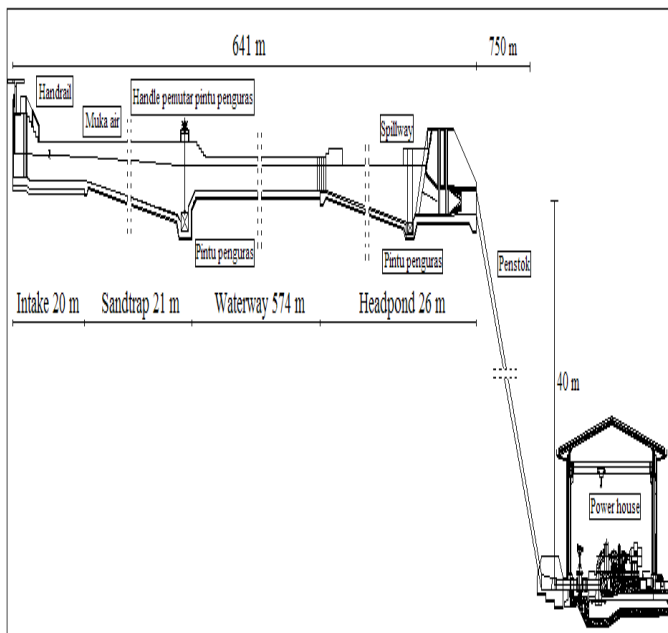 641 m
750 m
Handrail
Handle pemutar pintu penguras
Muka air
Spillway
Pintu penguras
Pintu penguras
Penstok
Intake 20 m
Sandtrap 21 m
Waterway 574 m
Headpond 26 m
40 m
Power house